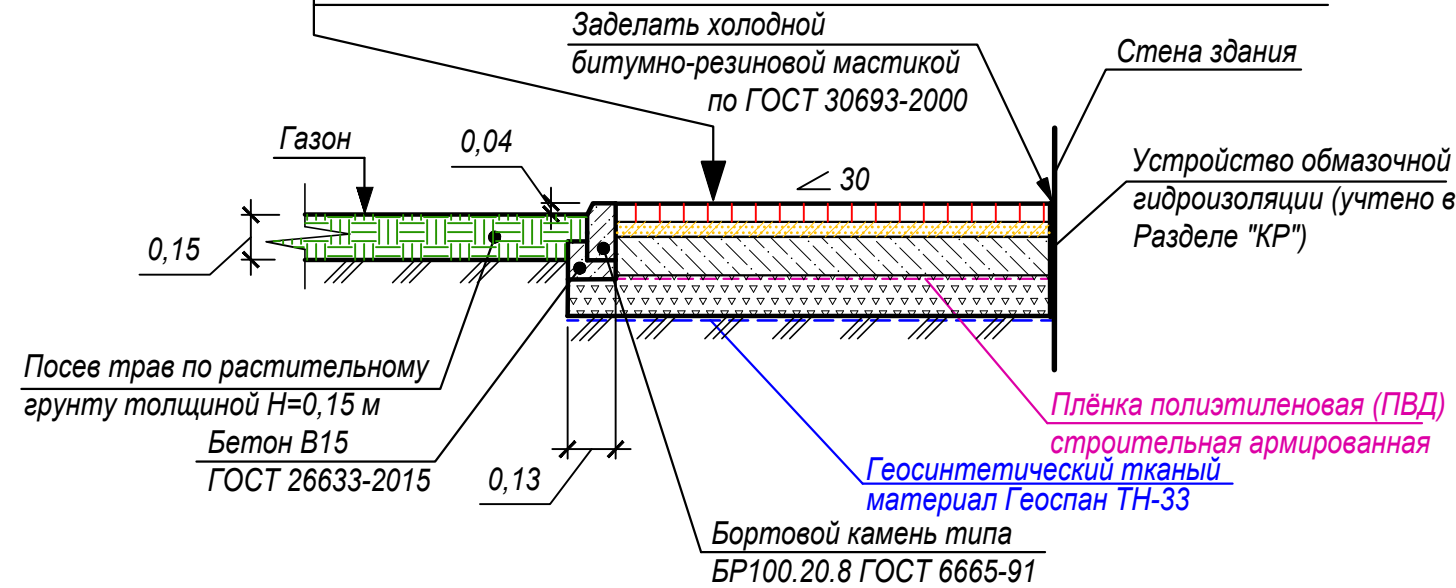 Заделать холодной
битумно-резиновой мастикой
по ГОСТ 30693-2000
Стена здания
Газон
0,04
30
Устройство обмазочной
гидроизоляции (учтено в
Разделе "КР")
0,15
Посев трав по растительному
грунту толщиной Н=0,15 м
Бетон В15
ГОСТ 26633-2015
0,13
Плёнка полиэтиленовая (ПВД)
строительная армированная
Геосинтетический тканый
материал Геоспан ТН-33
Бортовой камень типа
БР100.20.8 ГОСТ 6665-91